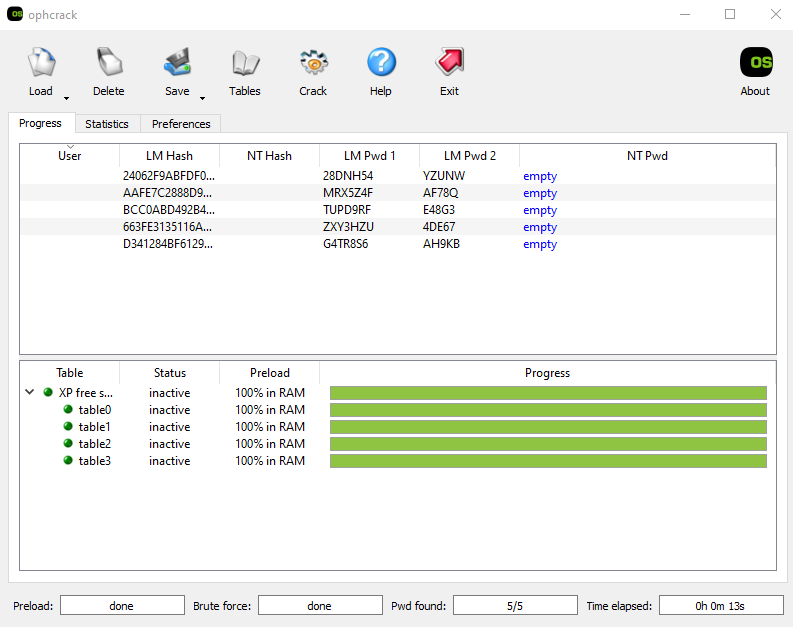 OS ophcrack
Load Delete Save Tables Crack Help Exit OS About
Progress Statistics Preferences
User LM Hash NT Hash LM Pwd 1 LM Pwd 2 NT Pwd
24062F9ABFDF0... 28DNH54 YZUNW empty
AAFE7C2888D9... MRX5Z4F AF78Q empty
BCC0ABD492B4... TUPD9RF E48G3 empty
663FE3135116A... ZXY3HZU 4DE67 empty
D341284BF6129... G4TR8S6 AH9KB empty
Table Status Preload Progress
XP free s... inactive 100% in RAM
table0 inactive 100% in RAM
table1 inactive 100% in RAM
table2 inactive 100% in RAM
table3 inactive 100% in RAM
Preload: done Brute force: done Pwd found: 5/5 Time elapsed: 0h 0m 13s